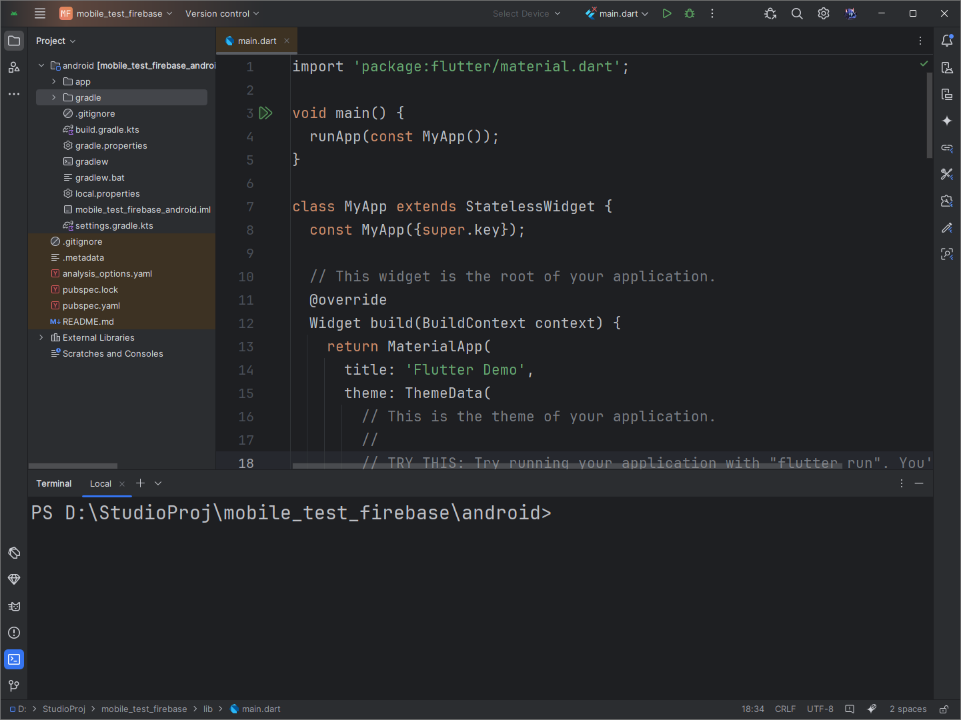 MF mobile_test_firebase Version control Select Device main.dart
Project
main.dart
android [mobile_test_firebase_androi
app
gradle
.gitignore
build.gradle.kts
gradle.properties
gradlew
gradlew.bat
local.properties
mobile_test_firebase_android.iml
settings.gradle.kts
.gitignore
.metadata
analysis_options.yaml
pubspec.lock
pubspec.yaml
M↓ README.md
External Libraries
Scratches and Consoles
1 import 'package:flutter/material.dart';
2
3 void main() {
4 runApp(const MyApp());
5 }
6
7 class MyApp extends StatelessWidget {
8 const MyApp({super.key});
9
10 // This widget is the root of your application.
11 @override
12 Widget build(BuildContext context) {
13 return MaterialApp(
14 title: 'Flutter Demo',
15 theme: ThemeData(
16 // This is the theme of your application.
17 //
18 // TRY THIS: Try running your application with "flutter run". You'
Terminal Local
PS D:\StudioProj\mobile_test_firebase\android>
D: > StudioProj > mobile_test_firebase > lib > main.dart
18:34 CRLF UTF-8 2 spaces